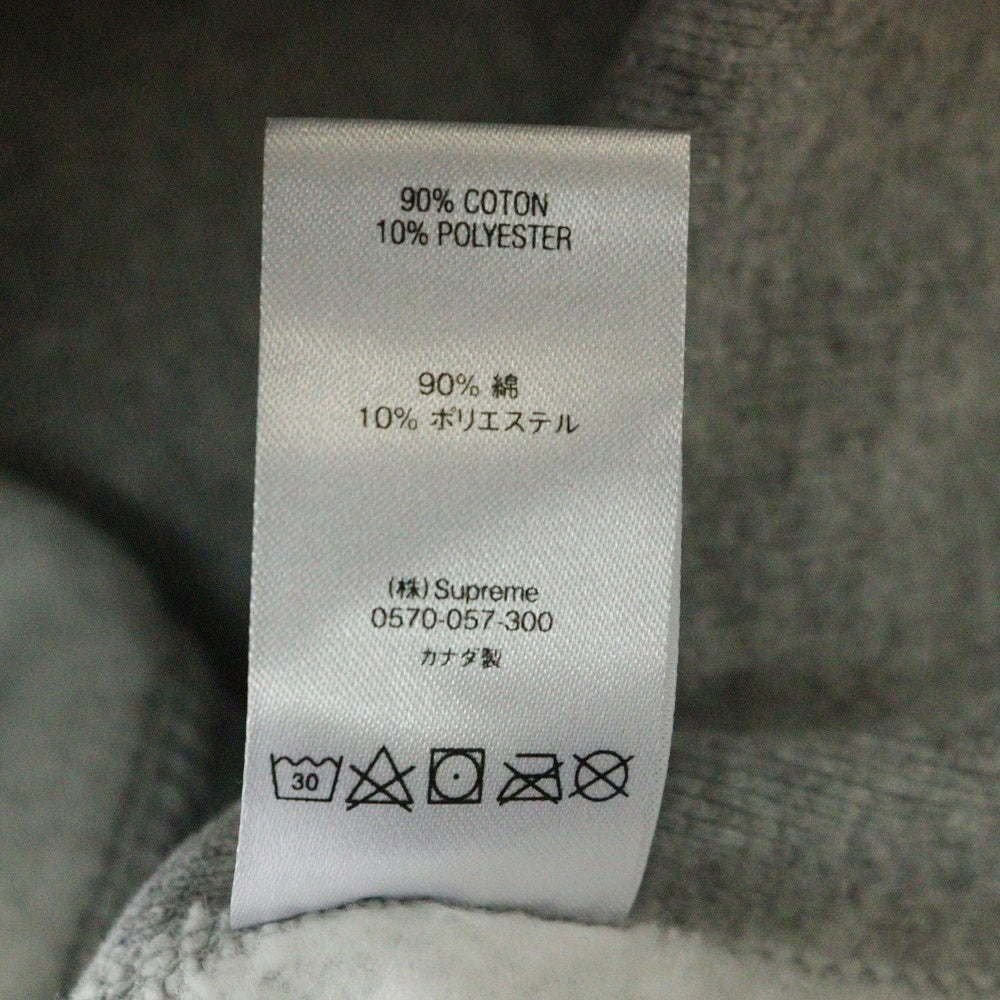 90% COTON
10% POLYESTER
90% 綿
10% ポリエステル
(株) Supreme
0570-057-300
カナダ製
30